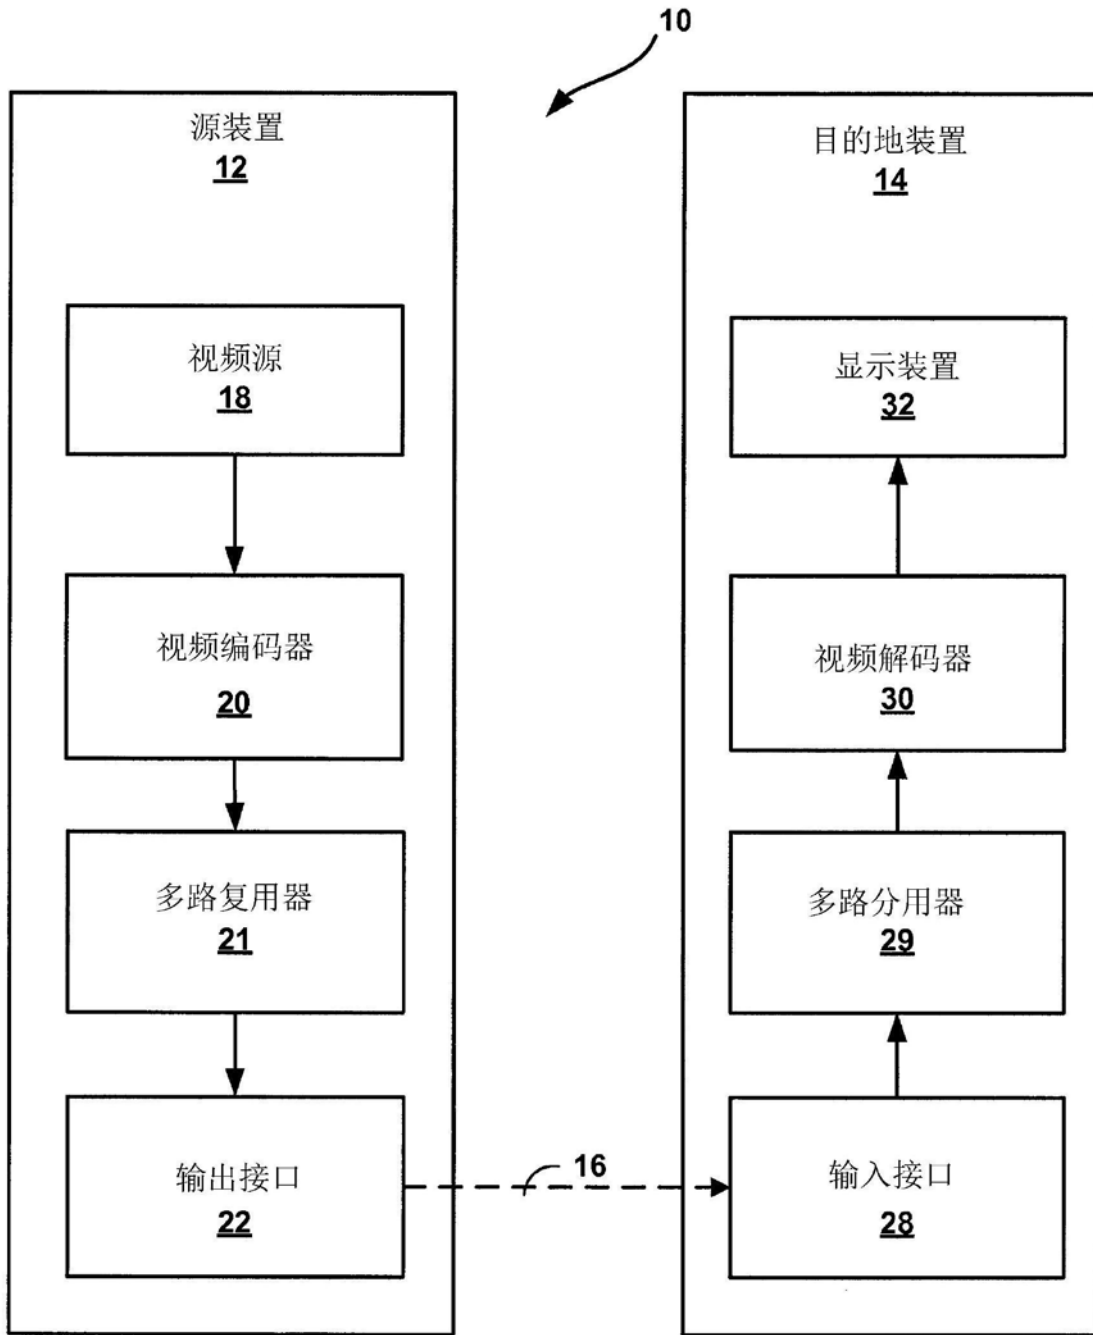 10
源装置
12
视频源
18
视频编码器
20
多路复用器
21
输出接口
22
16
目的地装置
14
显示装置
32
视频解码器
30
多路分用器
29
输入接口
28